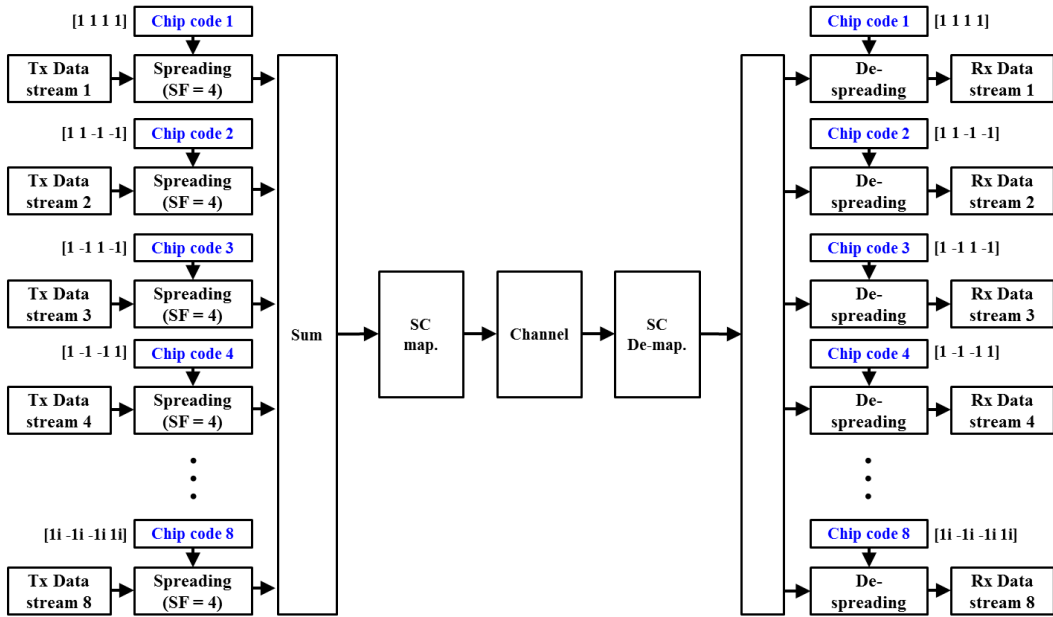 [1 1 1 1]
Chip code 1
Tx Data
stream 1
Spreading
(SF = 4)
[1 1 -1 -1]
Chip code 2
Tx Data
stream 2
Spreading
(SF = 4)
[1 -1 1 -1]
Chip code 3
Tx Data
stream 3
Spreading
(SF = 4)
[1 -1 -1 1]
Chip code 4
Tx Data
stream 4
Spreading
(SF = 4)
[1i -1i -1i 1i]
Chip code 8
Tx Data
stream 8
Spreading
(SF = 4)
Sum
SC
map.
Channel
SC
De-map.
Chip code 1
[1 1 1 1]
De-
spreading
Rx Data
stream 1
Chip code 2
[1 1 -1 -1]
De-
spreading
Rx Data
stream 2
Chip code 3
[1 -1 1 -1]
De-
spreading
Rx Data
stream 3
Chip code 4
[1 -1 -1 1]
De-
spreading
Rx Data
stream 4
Chip code 8
[1i -1i -1i 1i]
De-
spreading
Rx Data
stream 8